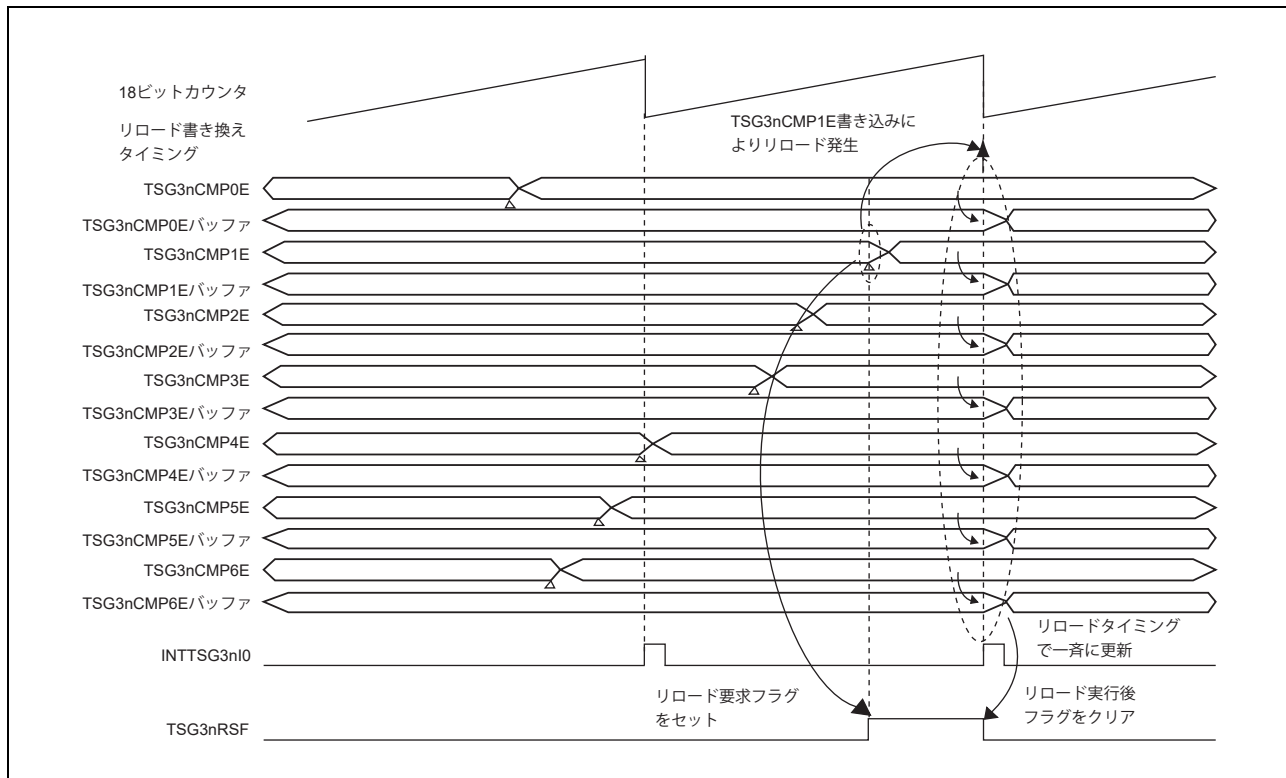 18ビットカウンタ
リロード書き換え
タイミング
TSG3nCMP1E書き込みに
よりリロード発生
TSG3nCMP0E
TSG3nCMP0Eバッファ
TSG3nCMP1E
TSG3nCMP1Eバッファ
TSG3nCMP2E
TSG3nCMP2Eバッファ
TSG3nCMP3E
TSG3nCMP3Eバッファ
TSG3nCMP4E
TSG3nCMP4Eバッファ
TSG3nCMP5E
TSG3nCMP5Eバッファ
TSG3nCMP6E
TSG3nCMP6Eバッファ
リロードタイミング
で一斉に更新
INTTSG3nI0
リロード要求フラグ
をセット
リロード実行後
フラグをクリア
TSG3nRSF